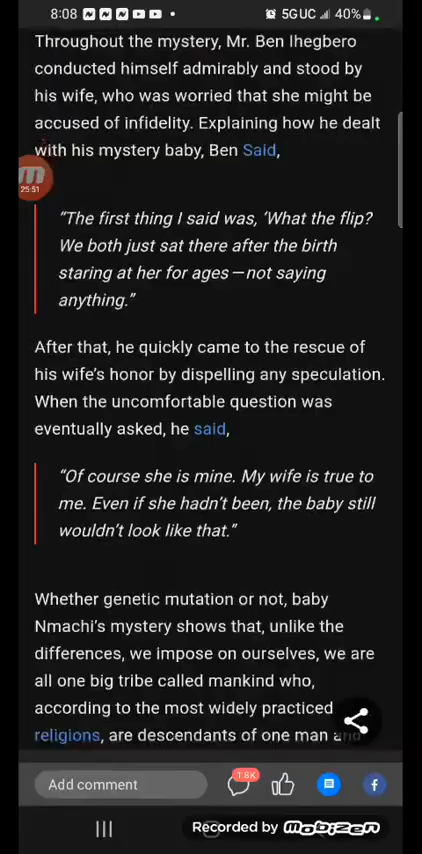 8:08 5GUC 40%
Throughout the mystery, Mr. Ben Ihegbero
conducted himself admirably and stood by
his wife, who was worried that she might be
accused of infidelity. Explaining how he dealt
with his mystery baby, Ben Said,
25:51
“The first thing I said was, ‘What the flip?
We both just sat there after the birth
staring at her for ages—not saying
anything.”
After that, he quickly came to the rescue of
his wife’s honor by dispelling any speculation.
When the uncomfortable question was
eventually asked, he said,
“Of course she is mine. My wife is true to
me. Even if she hadn’t been, the baby still
wouldn’t look like that.”
Whether genetic mutation or not, baby
Nmachi’s mystery shows that, unlike the
differences, we impose on ourselves, we are
all one big tribe called mankind who,
according to the most widely practiced
religions, are descendants of one man and
Add comment 1.6K
Recorded by mobizen